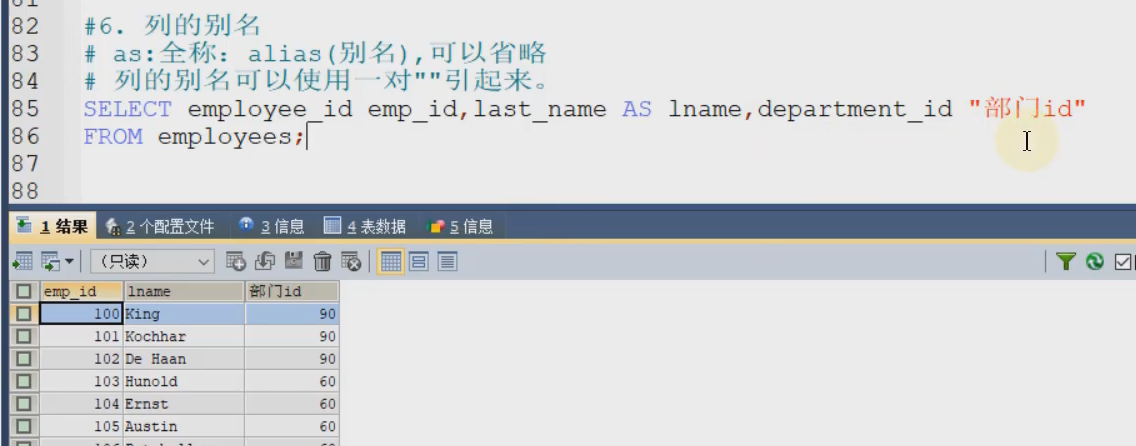 82 #6. 列的别名
83 # as:全称: alias(别名),可以省略
84 # 列的别名可以使用一对""引起来。
85 SELECT employee_id emp_id,last_name AS lname,department_id "部门id"
86 FROM employees;
87
88
1 结果 2 个配置文件 3 信息 4 表数据 5 信息
(只读)
emp_id lname 部门id
100 King 90
101 Kochhar 90
102 De Haan 90
103 Hunold 60
104 Ernst 60
105 Austin 60